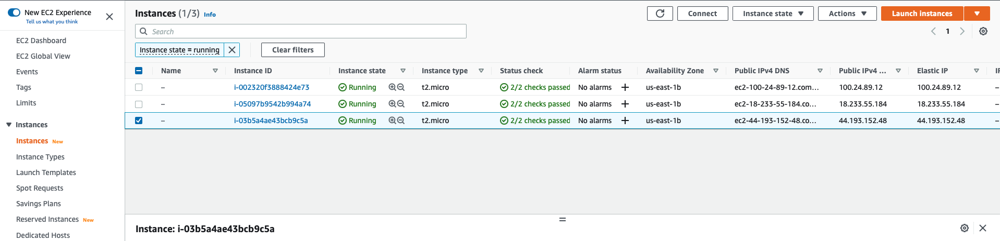 New EC2 Experience
Tell us what you think
EC2 Dashboard
EC2 Global View
Events
Tags
Limits
Instances
Instances New
Instance Types
Launch Templates
Spot Requests
Savings Plans
Reserved Instances New
Dedicated Hosts
Instances (1/3) Info
Connect
Instance state
Actions
Launch instances
Search
1
Instance state = running
Clear filters
Name Instance ID Instance state Instance type Status check Alarm status Availability Zone Public IPv4 DNS Public IPv4 ... Elastic IP IP
– i-002320f3888424e73 Running t2.micro 2/2 checks passed No alarms + us-east-1b ec2-100-24-89-12.com... 100.24.89.12 100.24.89.12 –
– i-05097b9542b994a74 Running t2.micro 2/2 checks passed No alarms + us-east-1b ec2-18-233-55-184.co... 18.233.55.184 18.233.55.184 –
– i-03b5a4ae43bcb9c5a Running t2.micro 2/2 checks passed No alarms + us-east-1b ec2-44-193-152-48.co... 44.193.152.48 44.193.152.48 –
Instance: i-03b5a4ae43bcb9c5a